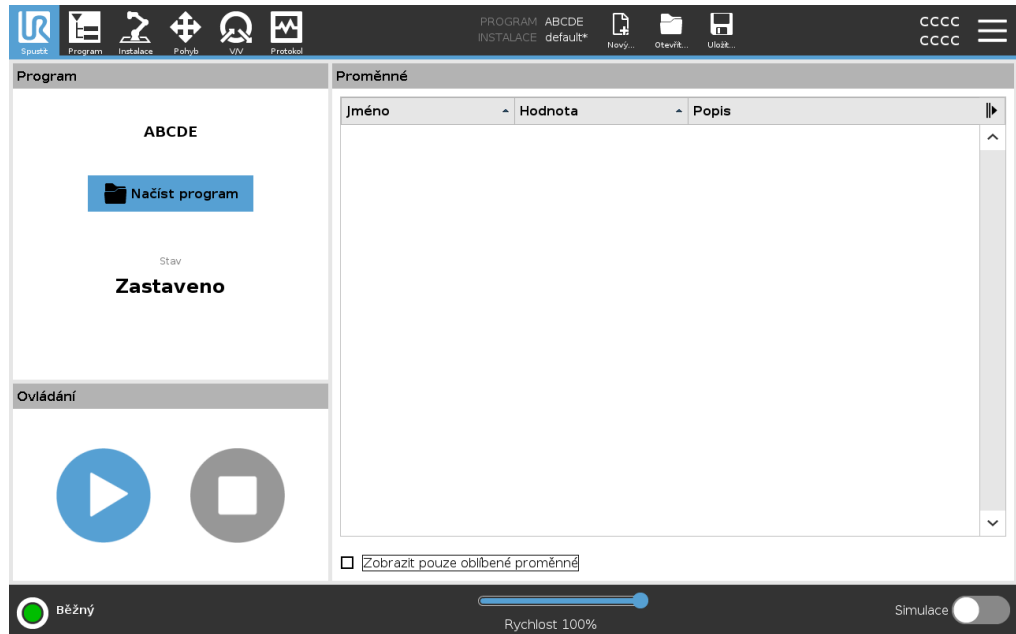 PROGRAM ABCDE
INSTALACE default*
cccc
cccc
Spustit Program Instalace Pohyb V/V Protokol
Nový... Otevřít... Uložit...
Program
Proměnné
Jméno Hodnota Popis
ABCDE
Načíst program
Stav
Zastaveno
Ovládání
Zobrazit pouze oblíbené proměnné
Běžný
Rychlost 100%
Simulace